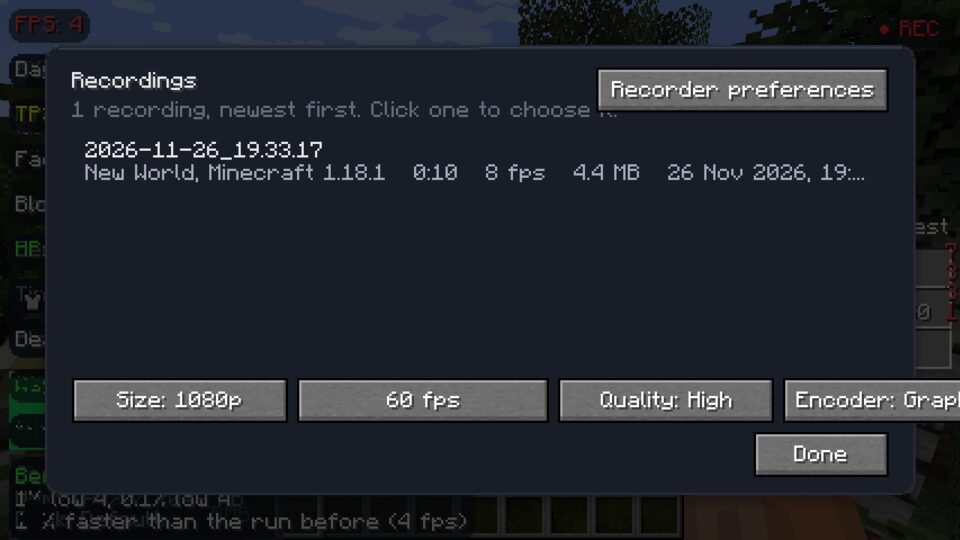 FPS: 4
REC
Recordings
Recorder preferences
1 recording, newest first. Click one to choose
2026-11-26_19.33.17
New World, Minecraft 1.18.1 0:10 8 fps 4.4 MB 26 Nov 2026, 19:...
Size: 1080p
60 fps
Quality: High
Encoder: Grap
Done
faster than the run before (4 fps)